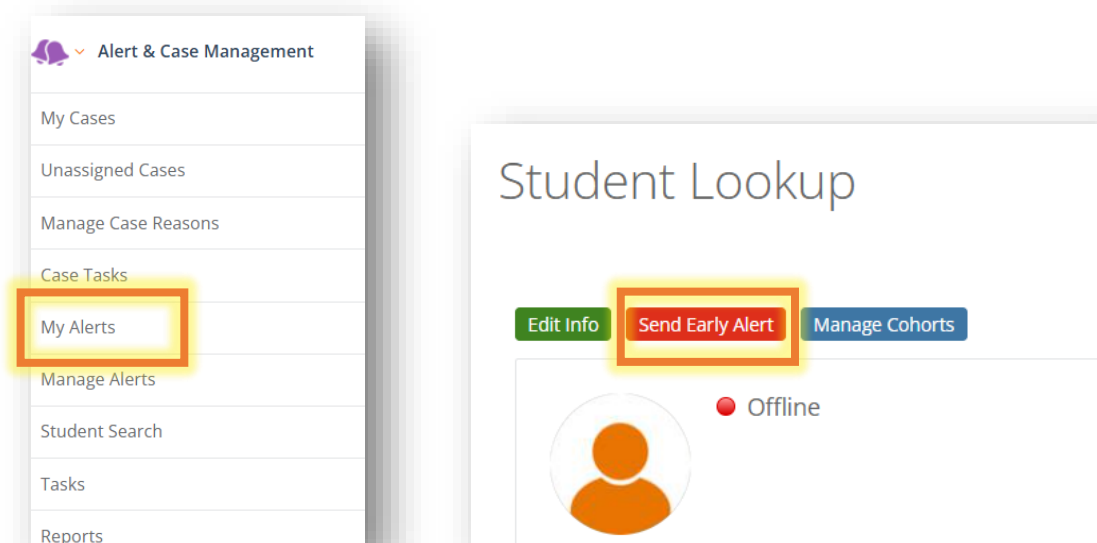 Alert & Case Management
My Cases
Unassigned Cases
Manage Case Reasons
Case Tasks
My Alerts
Manage Alerts
Student Search
Tasks
Reports
Student Lookup
Edit Info Send Early Alert Manage Cohorts
Offline